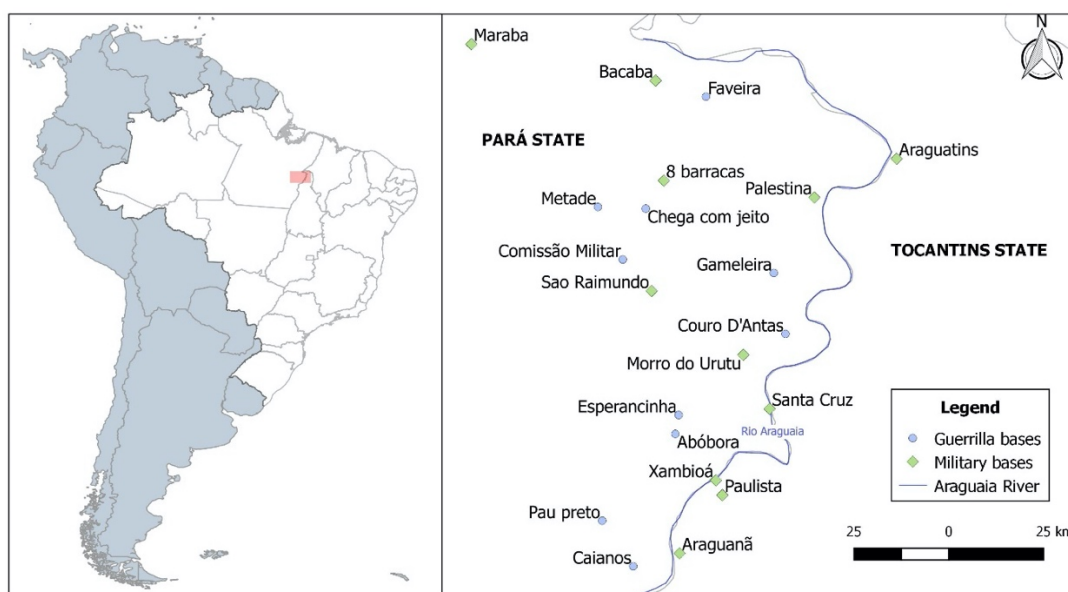 N
Maraba
Bacaba
Faveira
PARÁ STATE
Araguatins
8 barracas
Palestina
Metade
Chega com jeito
TOCANTINS STATE
Comissão Militar
Gameleira
Sao Raimundo
Couro D'Antas
Morro do Urutu
Esperancinha
Santa Cruz
Rio Araguaia
Abóbora
Xambioá
Paulista
Pau preto
Araguanã
Caianos
Legend
Guerrilla bases
Military bases
Araguaia River
25 0 25 km